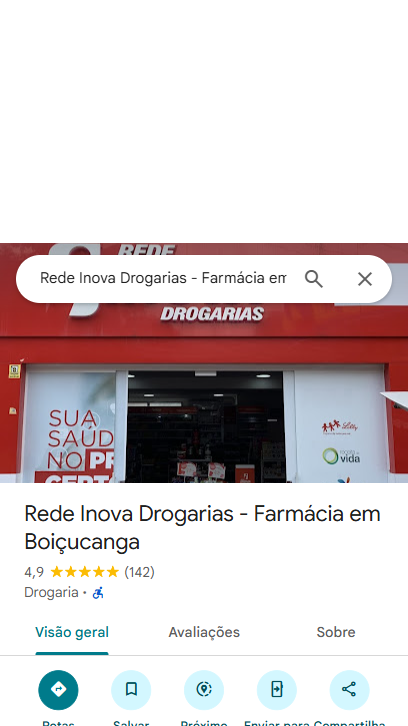 REDE
Rede Inova Drogarias - Farmácia em
DROGARIAS
SUA
SAÚD
NO PR
CERT
Lilly
vida
Rede Inova Drogarias - Farmácia em
Boiçucanga
4,9 (142)
Drogaria •
Visão geral Avaliações Sobre
Rotas Salvar Próximo Enviar para Compartilha